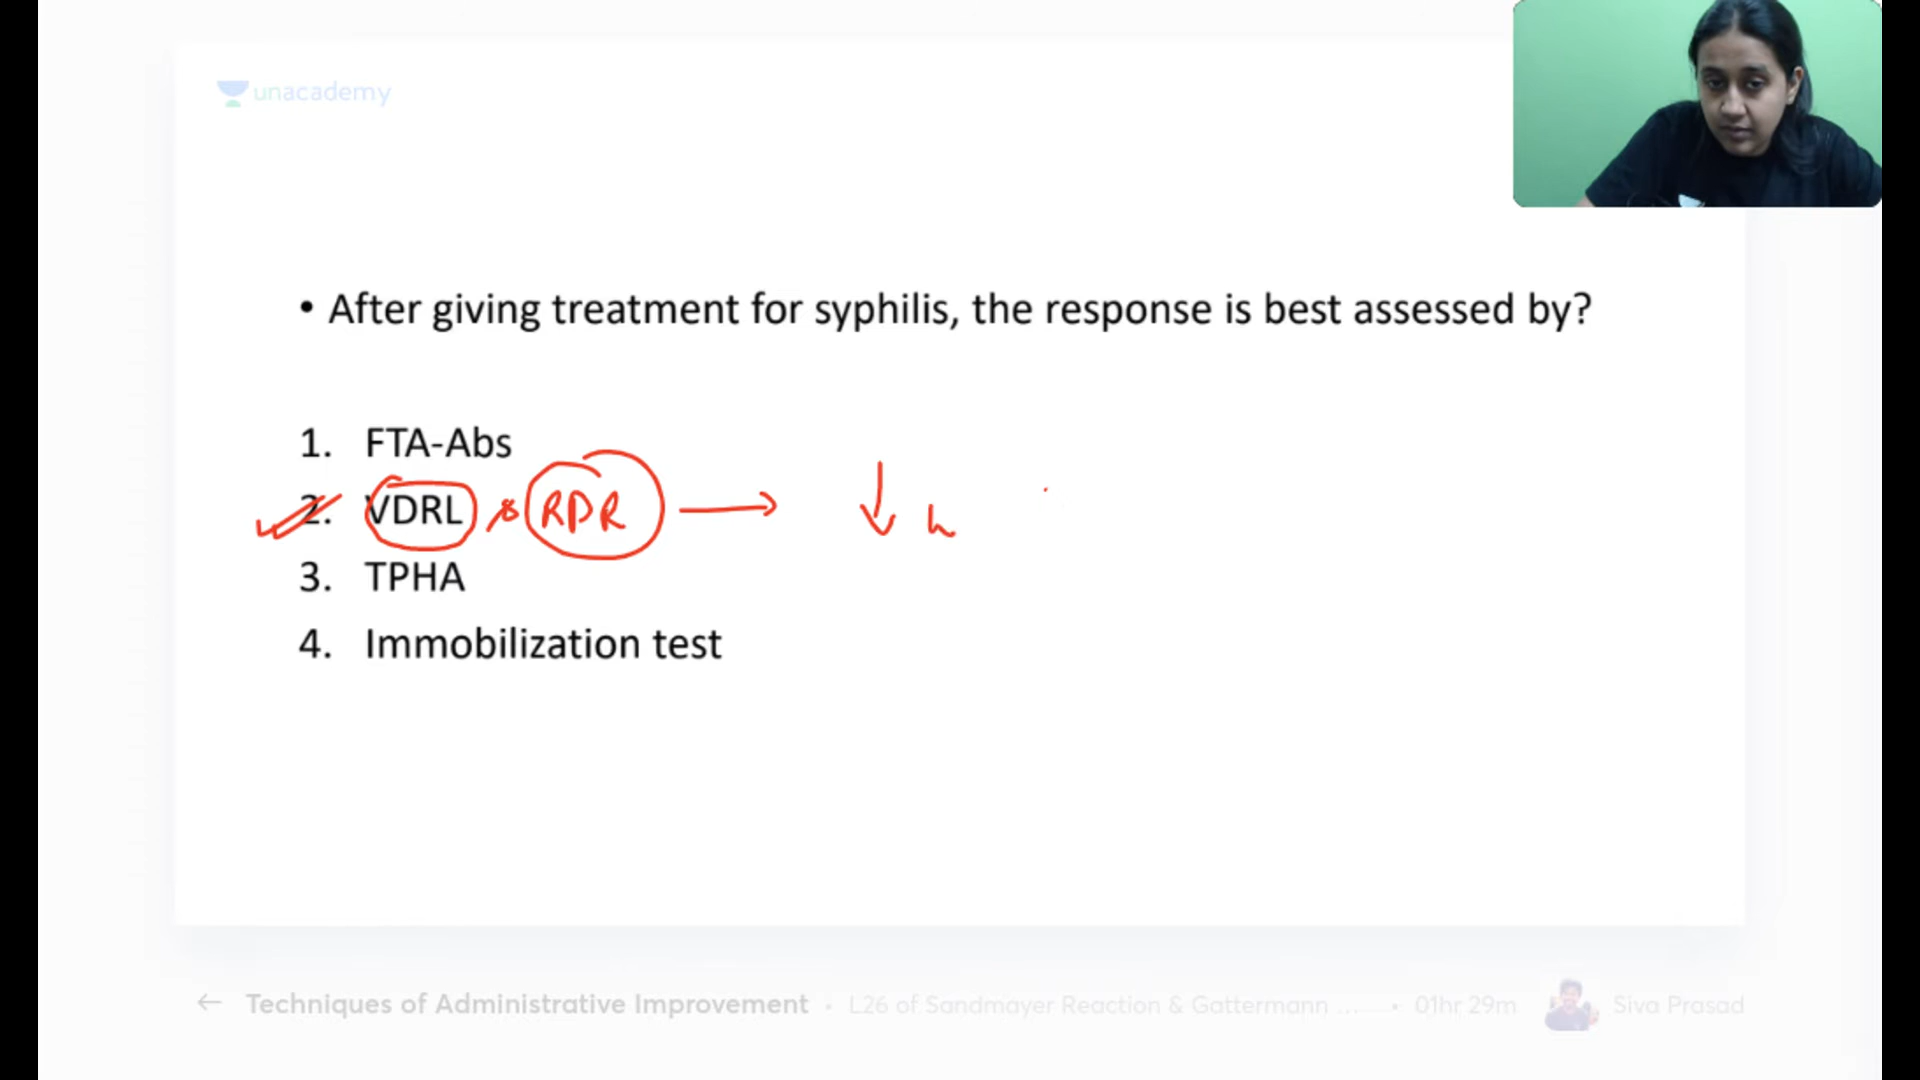 unacademy
• After giving treatment for syphilis, the response is best assessed by?
1. FTA-Abs
2. VDRL RPR → ↓ h
3. TPHA
4. Immobilization test
← Techniques of Administrative Improvement • L26 of Sandmayer Reaction & Gattermann .... • 01hr 29m Siva Prasad